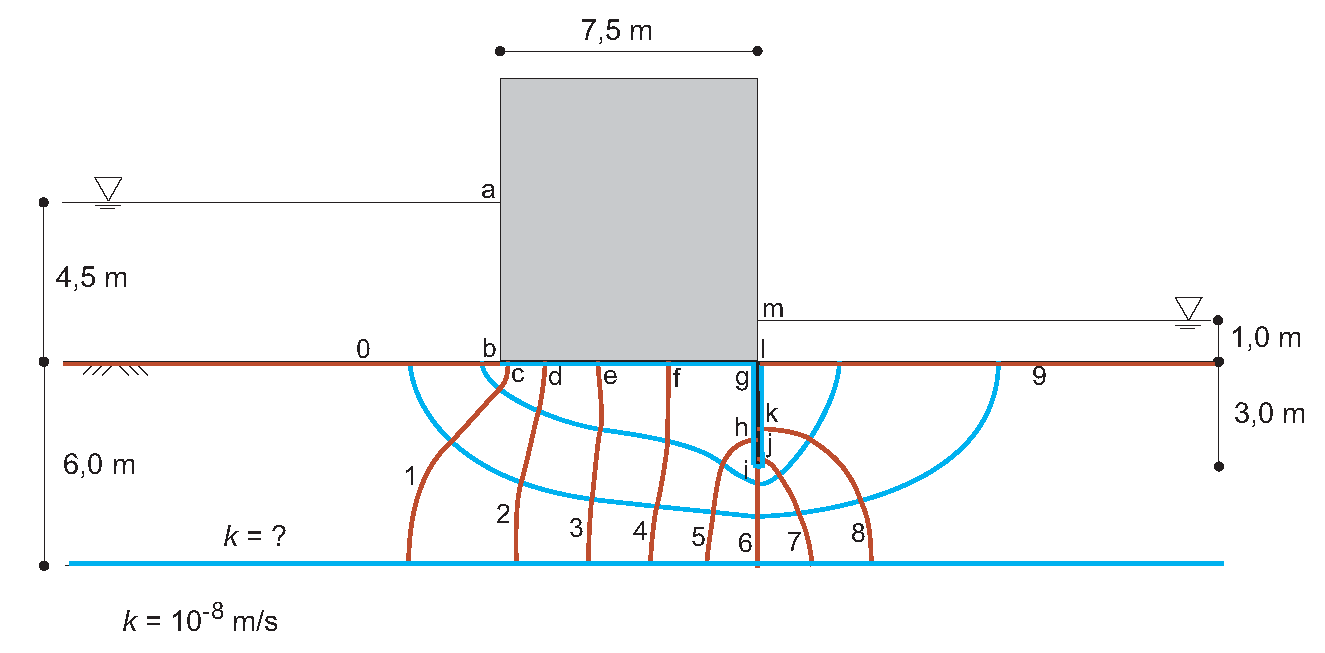 7,5 m
a
4,5 m
m
1,0 m
0
b
l
c
d
e
f
g
9
k
3,0 m
h
j
i
6,0 m
1
2
3
4
5
6
7
8
k = ?
k = 10⁻⁸ m/s